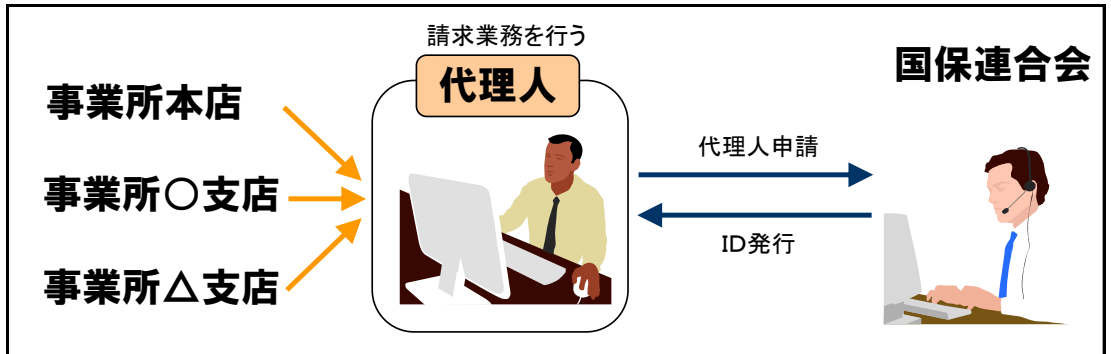 請求業務を行う
代理人
国保連合会
事業所本店
事業所○支店
事業所△支店
代理人申請
ID発行